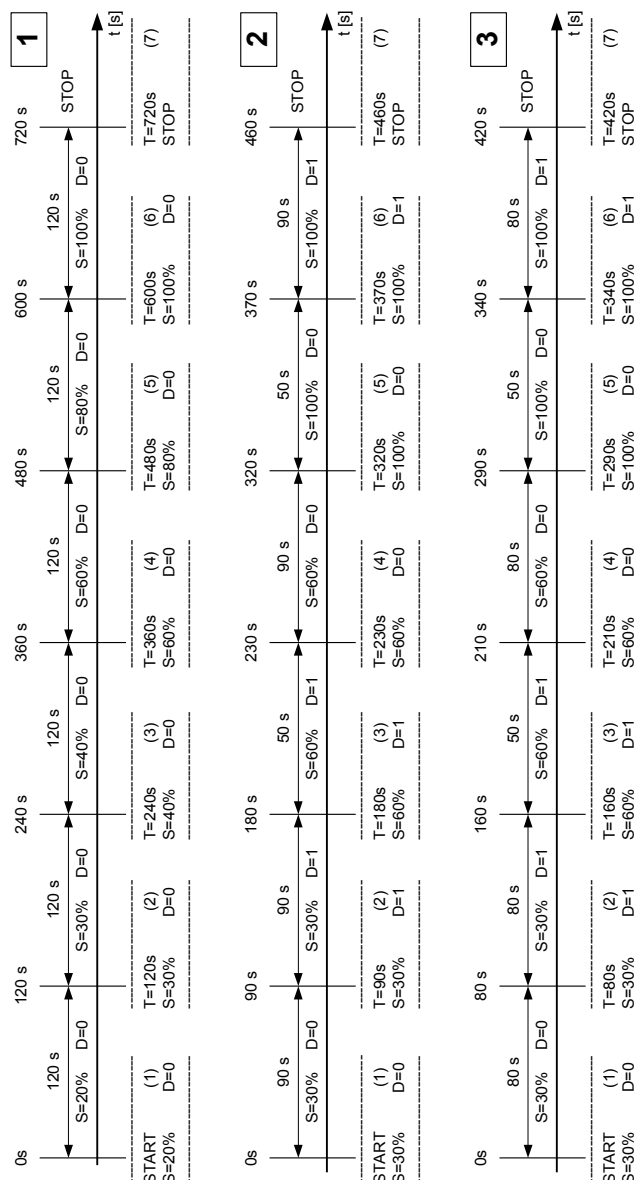 1
0s 120 s 240 s 360 s 480 s 600 s 720 s
120 s 120 s 120 s 120 s 120 s 120 s STOP
S=20% D=0 S=30% D=0 S=40% D=0 S=60% D=0 S=80% D=0 S=100% D=0
t [s]
START (1) T=120s (2) T=240s (3) T=360s (4) T=480s (5) T=600s (6) T=720s (7)
S=20% D=0 S=30% D=0 S=40% D=0 S=60% D=0 S=80% D=0 S=100% D=0 STOP
2
0s 90 s 180 s 230 s 320 s 370 s 460 s
90 s 90 s 50 s 90 s 50 s 90 s STOP
S=30% D=0 S=30% D=1 S=60% D=1 S=60% D=0 S=100% D=0 S=100% D=1
t [s]
START (1) T=90s (2) T=180s (3) T=230s (4) T=320s (5) T=370s (6) T=460s (7)
S=30% D=0 S=30% D=1 S=60% D=1 S=60% D=0 S=100% D=0 S=100% D=1 STOP
3
0s 80 s 160 s 210 s 290 s 340 s 420 s
80 s 80 s 50 s 80 s 50 s 80 s STOP
S=30% D=0 S=30% D=1 S=60% D=1 S=60% D=0 S=100% D=0 S=100% D=1
t [s]
START (1) T=80s (2) T=160s (3) T=210s (4) T=290s (5) T=340s (6) T=420s (7)
S=30% D=0 S=30% D=1 S=60% D=1 S=60% D=0 S=100% D=0 S=100% D=1 STOP